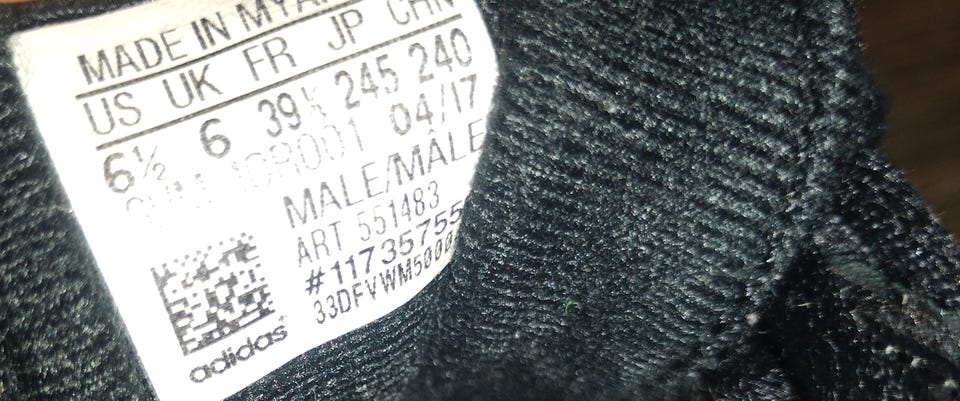 MADE IN
US UK FR JP CHN
6½ 6 39⅓ 245 240
04/17
MALE/MÂLE
ART 551483
#11735755
33DFVWM5000
adidas